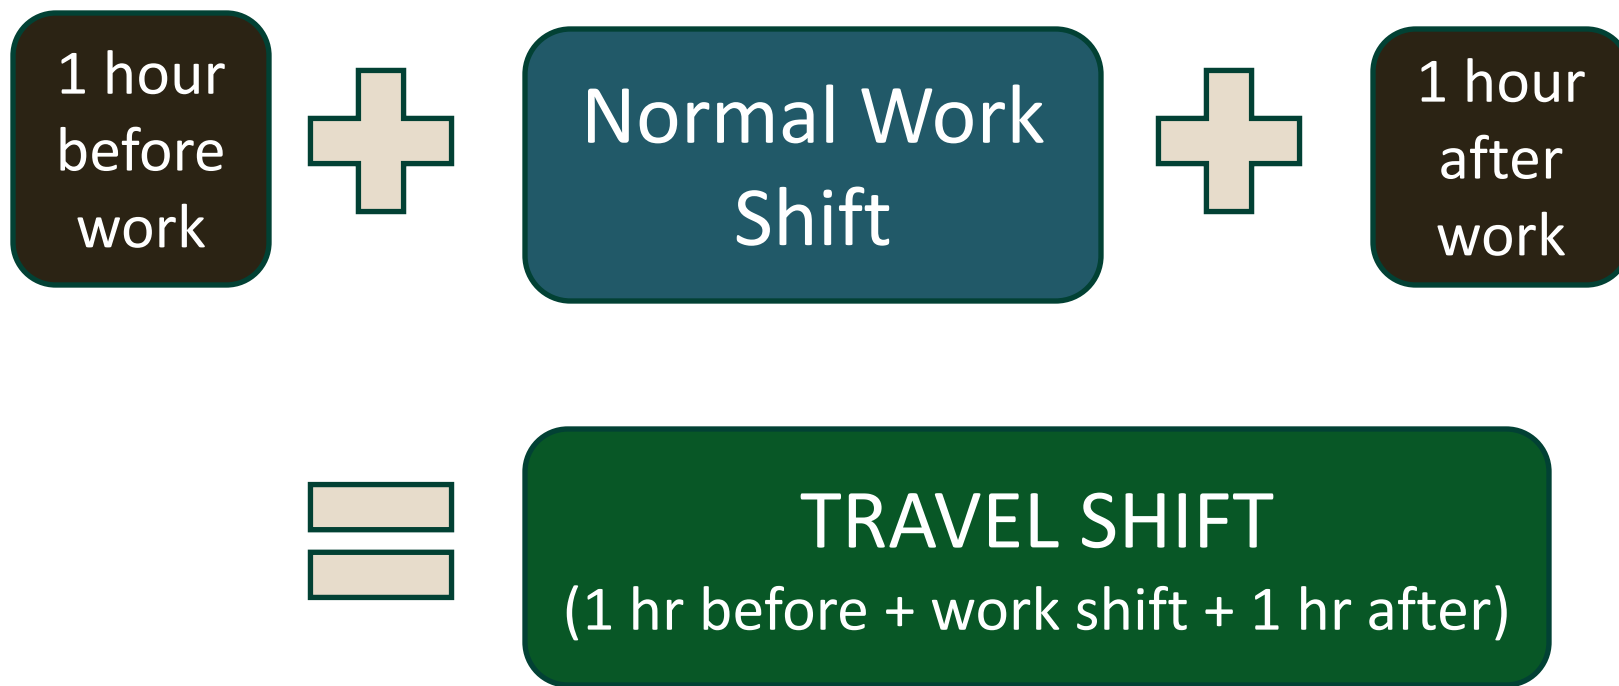 1 hour
before
work
Normal Work
Shift
1 hour
after
work
TRAVEL SHIFT
(1 hr before + work shift + 1 hr after)